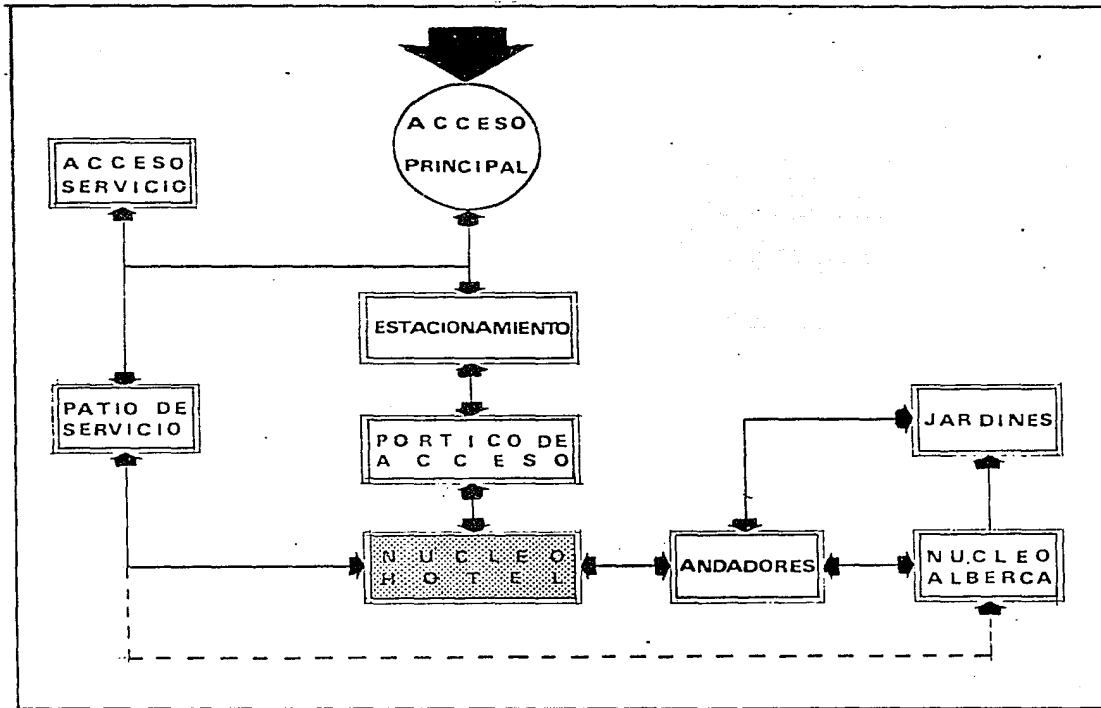 ACCESO
PRINCIPAL
ACCESO
SERVICIO
ESTACIONAMIENTO
PATIO DE
SERVICIO
PORTICO DE
ACCESO
JARDINES
NUCLEO
HOTEL
ANDADORES
NUCLEO
ALBERCA